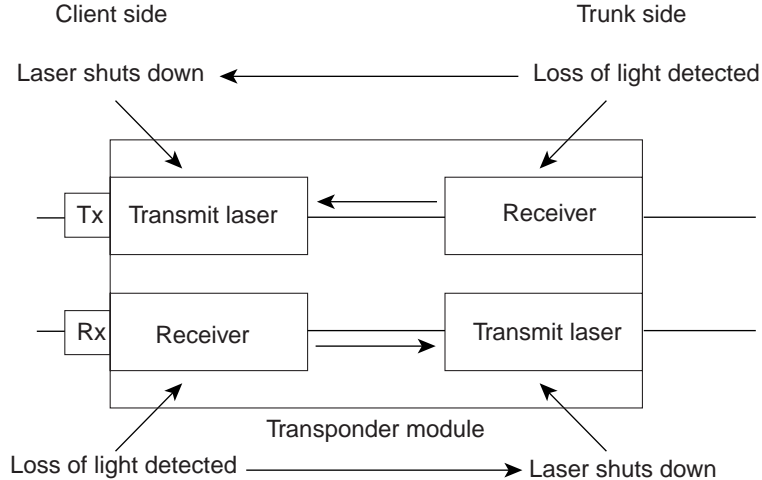 Client side
Trunk side
Laser shuts down
Loss of light detected
Tx
Transmit laser
Receiver
Rx
Receiver
Transmit laser
Transponder module
Loss of light detected
Laser shuts down